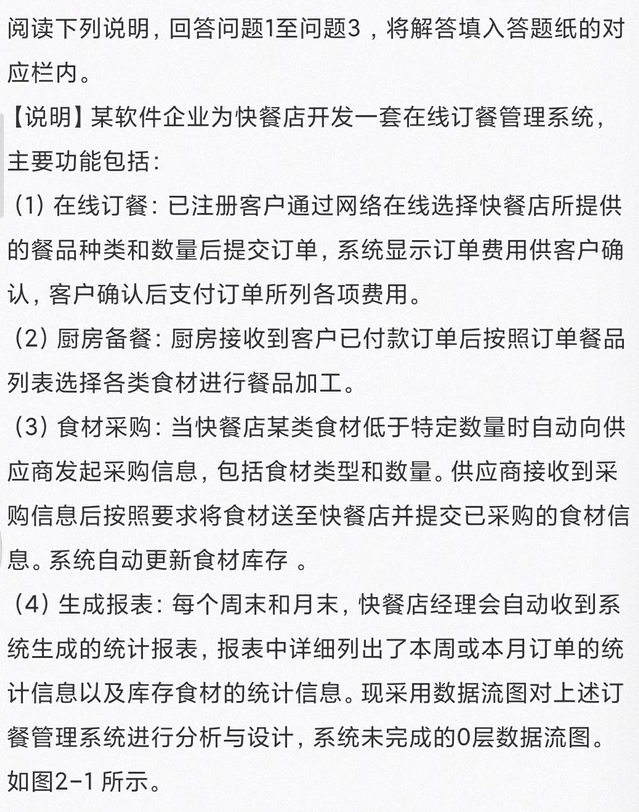 阅读下列说明，回答问题1至问题3，将解答填入答题纸的对
应栏内。
【说明】某软件企业为快餐店开发一套在线订餐管理系统，
主要功能包括：
（1）在线订餐：已注册客户通过网络在线选择快餐店所提供
的餐品种类和数量后提交订单，系统显示订单费用供客户确
认，客户确认后支付订单所列各项费用。
（2）厨房备餐：厨房接收到客户已付款订单后按照订单餐品
列表选择各类食材进行餐品加工。
（3）食材采购：当快餐店某类食材低于特定数量时自动向供
应商发起采购信息，包括食材类型和数量。供应商接收到采
购信息后按照要求将食材送至快餐店并提交已采购的食材信
息。系统自动更新食材库存 。
（4）生成报表：每个周末和月末，快餐店经理会自动收到系
统生成的统计报表，报表中详细列出了本周或本月订单的统
计信息以及库存食材的统计信息。现采用数据流图对上述订
餐管理系统进行分析与设计，系统未完成的0层数据流图。
如图2-1 所示。